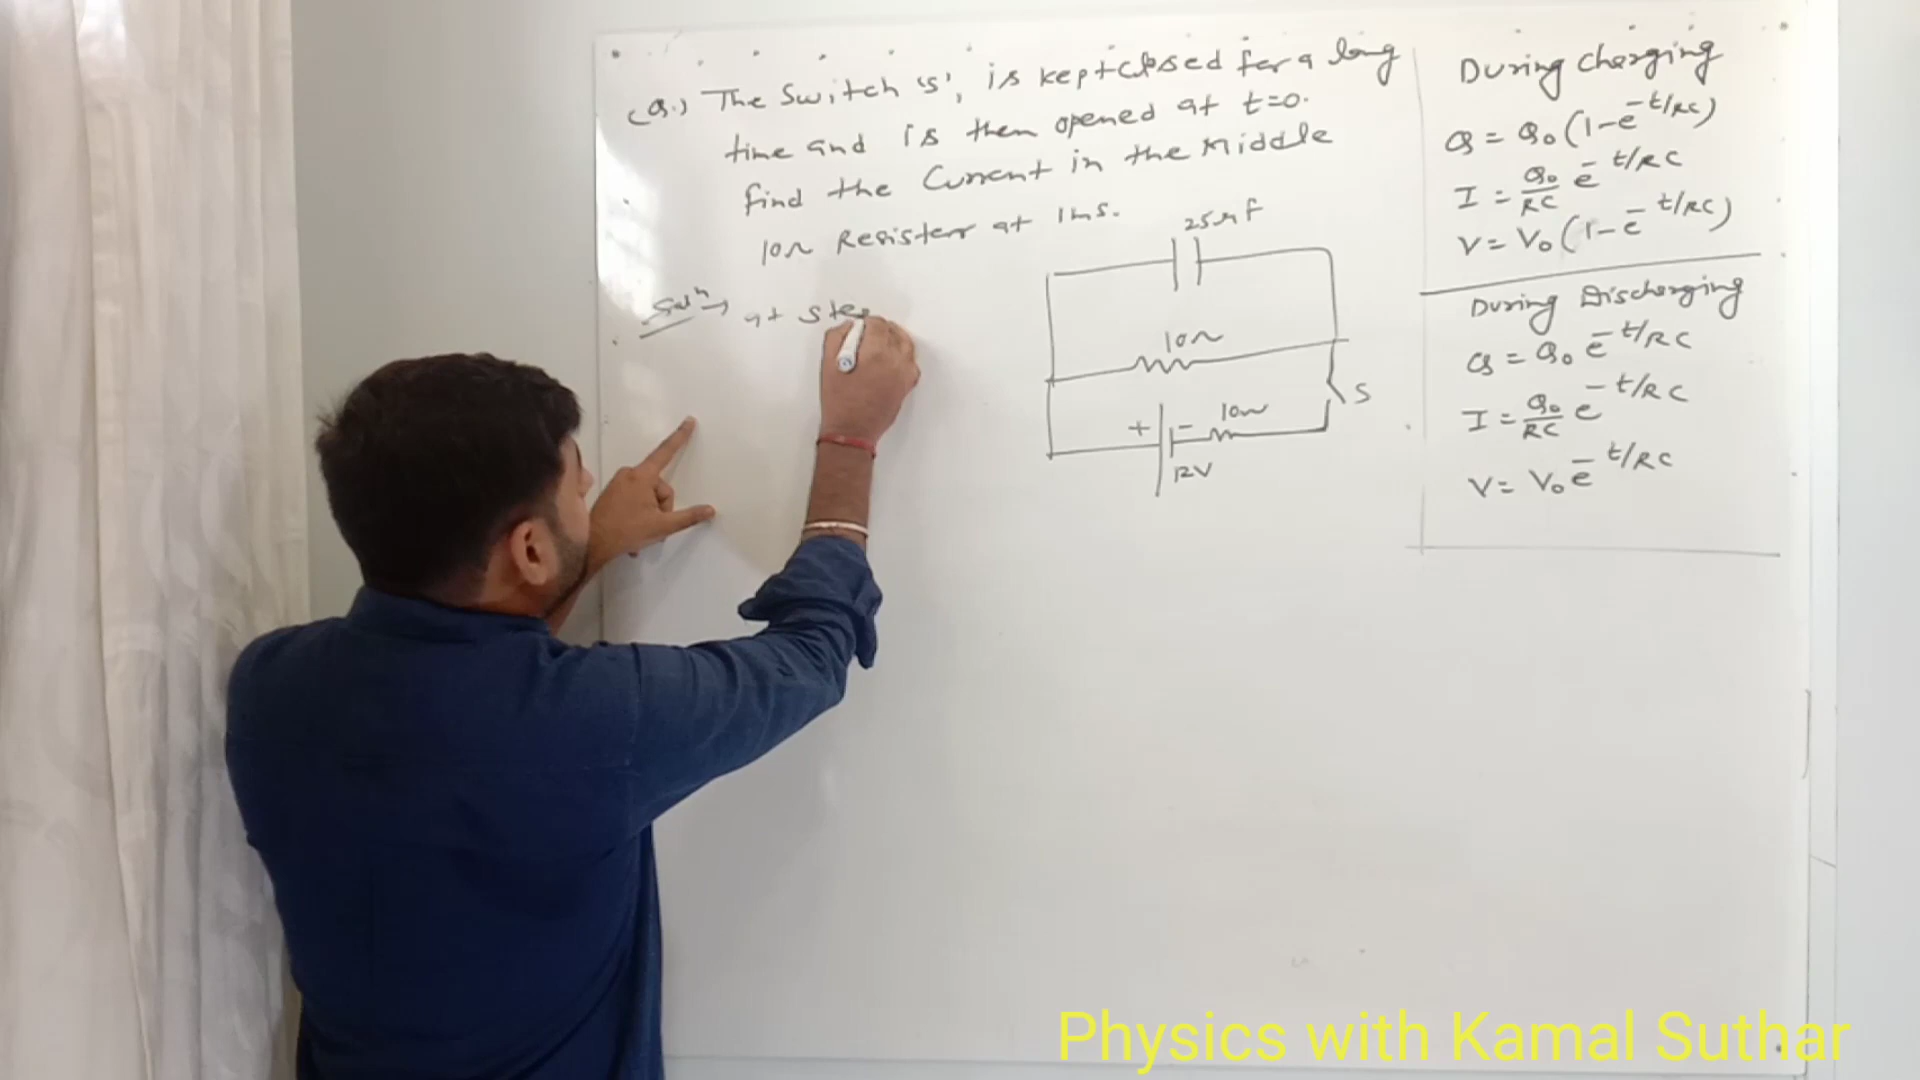 (Q.) The Switch 's', is kept closed for a long
time and is then opened at t=0.
find the Current in the Middle
10Ω Resistor at 1ms.
Solⁿ → at Ste
25μF
10Ω
S
+ - 10Ω
12V
During charging
Q = Q₀(1-e^-t/RC)
I = Q₀/RC e^-t/RC
V = V₀(1-e^-t/RC)
During Discharging
Q = Q₀ e^-t/RC
I = Q₀/RC e^-t/RC
V = V₀ e^-t/RC
Physics with Kamal Suthar